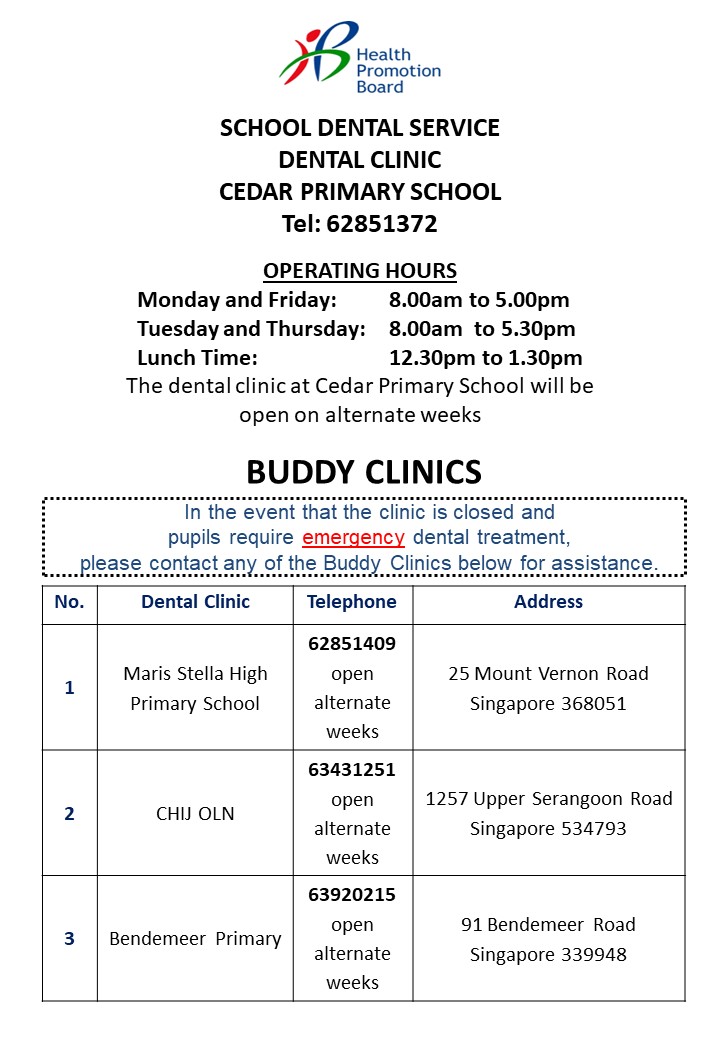 Health
Promotion
Board
SCHOOL DENTAL SERVICE
DENTAL CLINIC
CEDAR PRIMARY SCHOOL
Tel: 62851372
OPERATING HOURS
Monday and Friday: 8.00am to 5.00pm
Tuesday and Thursday: 8.00am to 5.30pm
Lunch Time: 12.30pm to 1.30pm
The dental clinic at Cedar Primary School will be
open on alternate weeks
BUDDY CLINICS
In the event that the clinic is closed and
pupils require emergency dental treatment,
please contact any of the Buddy Clinics below for assistance.
No. Dental Clinic Telephone Address
1
Maris Stella High
Primary School
62851409
open
alternate
weeks
25 Mount Vernon Road
Singapore 368051
2
CHIJ OLN
63431251
open
alternate
weeks
1257 Upper Serangoon Road
Singapore 534793
3
Bendemeer Primary
63920215
open
alternate
weeks
91 Bendemeer Road
Singapore 339948